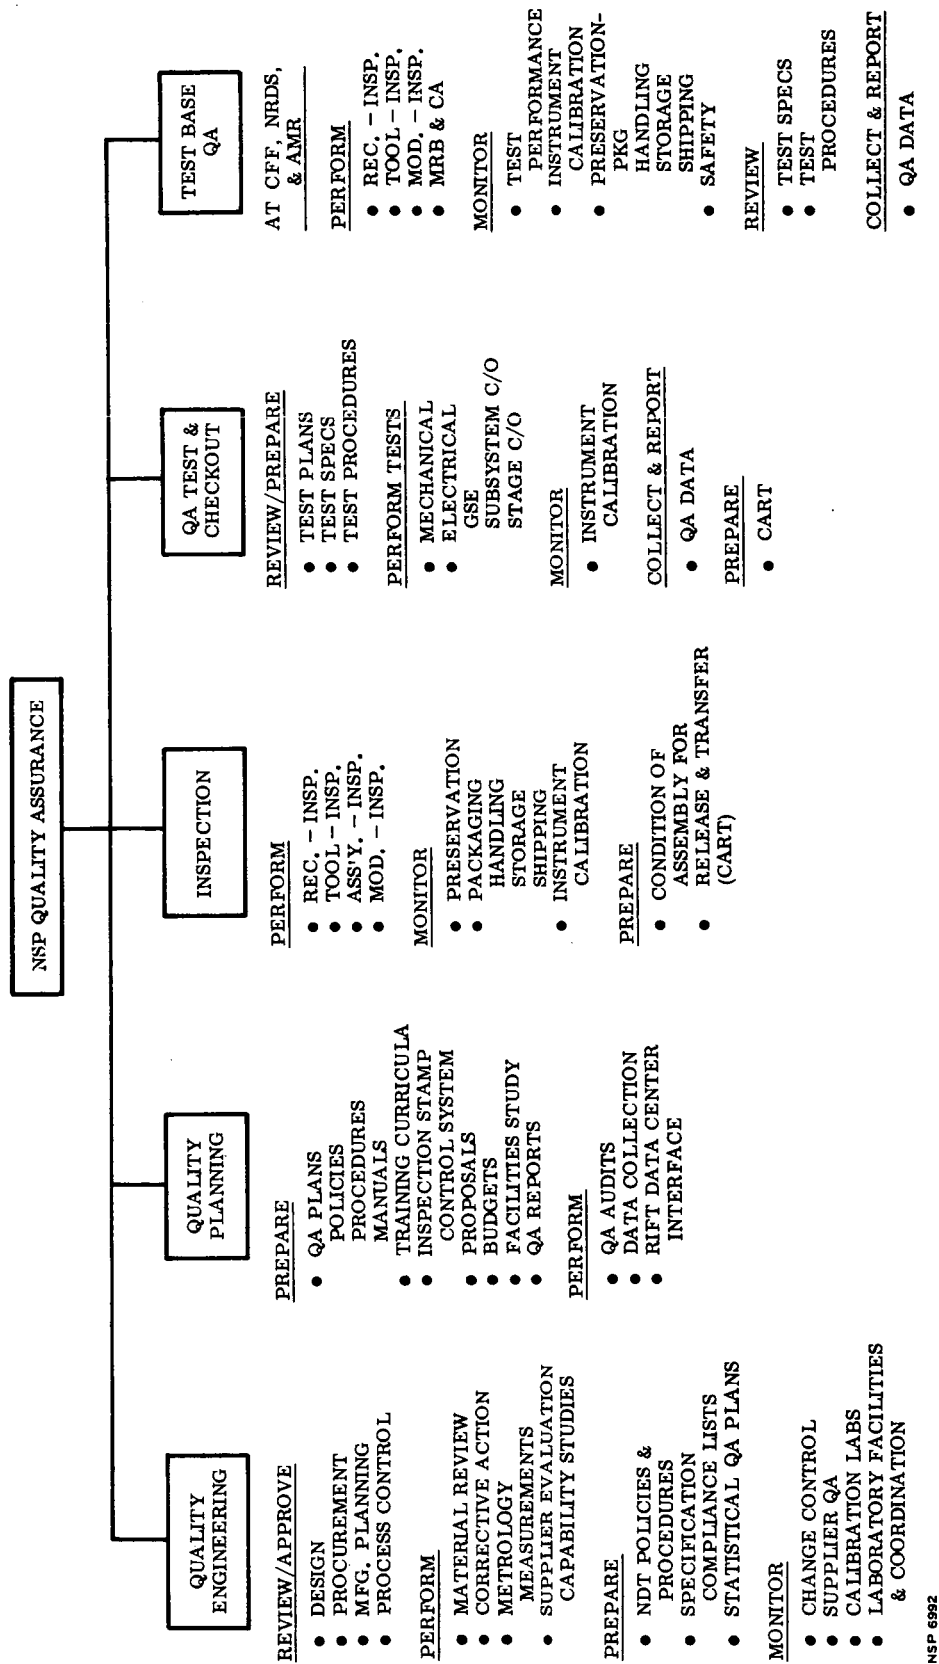 NSP QUALITY ASSURANCE
QUALITY
ENGINEERING
REVIEW/APPROVE
• DESIGN
• PROCUREMENT
• MFG. PLANNING
• PROCESS CONTROL
PERFORM
• MATERIAL REVIEW
• CORRECTIVE ACTION
• METROLOGY
MEASUREMENTS
• SUPPLIER EVALUATION
CAPABILITY STUDIES
PREPARE
• NDT POLICIES &
PROCEDURES
• SPECIFICATION
COMPLIANCE LISTS
• STATISTICAL QA PLANS
MONITOR
• CHANGE CONTROL
• SUPPLIER QA
• CALIBRATION LABS
• LABORATORY FACILITIES
& COORDINATION
QUALITY
PLANNING
PREPARE
• QA PLANS
POLICIES
PROCEDURES
MANUALS
• TRAINING CURRICULA
• INSPECTION STAMP
CONTROL SYSTEM
• PROPOSALS
• BUDGETS
• FACILITIES STUDY
• QA REPORTS
PERFORM
• QA AUDITS
• DATA COLLECTION
• RIFT DATA CENTER
INTERFACE
INSPECTION
PERFORM
• REC. - INSP.
• TOOL - INSP.
• ASS'Y. - INSP.
• MOD. - INSP.
MONITOR
• PRESERVATION
• PACKAGING
HANDLING
STORAGE
SHIPPING
• INSTRUMENT
CALIBRATION
PREPARE
• CONDITION OF
ASSEMBLY FOR
• RELEASE & TRANSFER
(CART)
QA TEST &
CHECKOUT
REVIEW/PREPARE
• TEST PLANS
• TEST SPECS
• TEST PROCEDURES
PERFORM TESTS
• MECHANICAL
• ELECTRICAL
GSE
SUBSYSTEM C/O
STAGE C/O
MONITOR
• INSTRUMENT
CALIBRATION
COLLECT & REPORT
• QA DATA
PREPARE
• CART
TEST BASE
QA
AT CFF, NRDS,
& AMR
PERFORM
• REC. - INSP.
• TOOL - INSP.
• MOD. - INSP.
• MRB & CA
MONITOR
• TEST
PERFORMANCE
• INSTRUMENT
CALIBRATION
• PRESERVATION-
PKG
HANDLING
STORAGE
SHIPPING
• SAFETY
REVIEW
• TEST SPECS
• TEST
PROCEDURES
COLLECT & REPORT
• QA DATA
NSP 6992